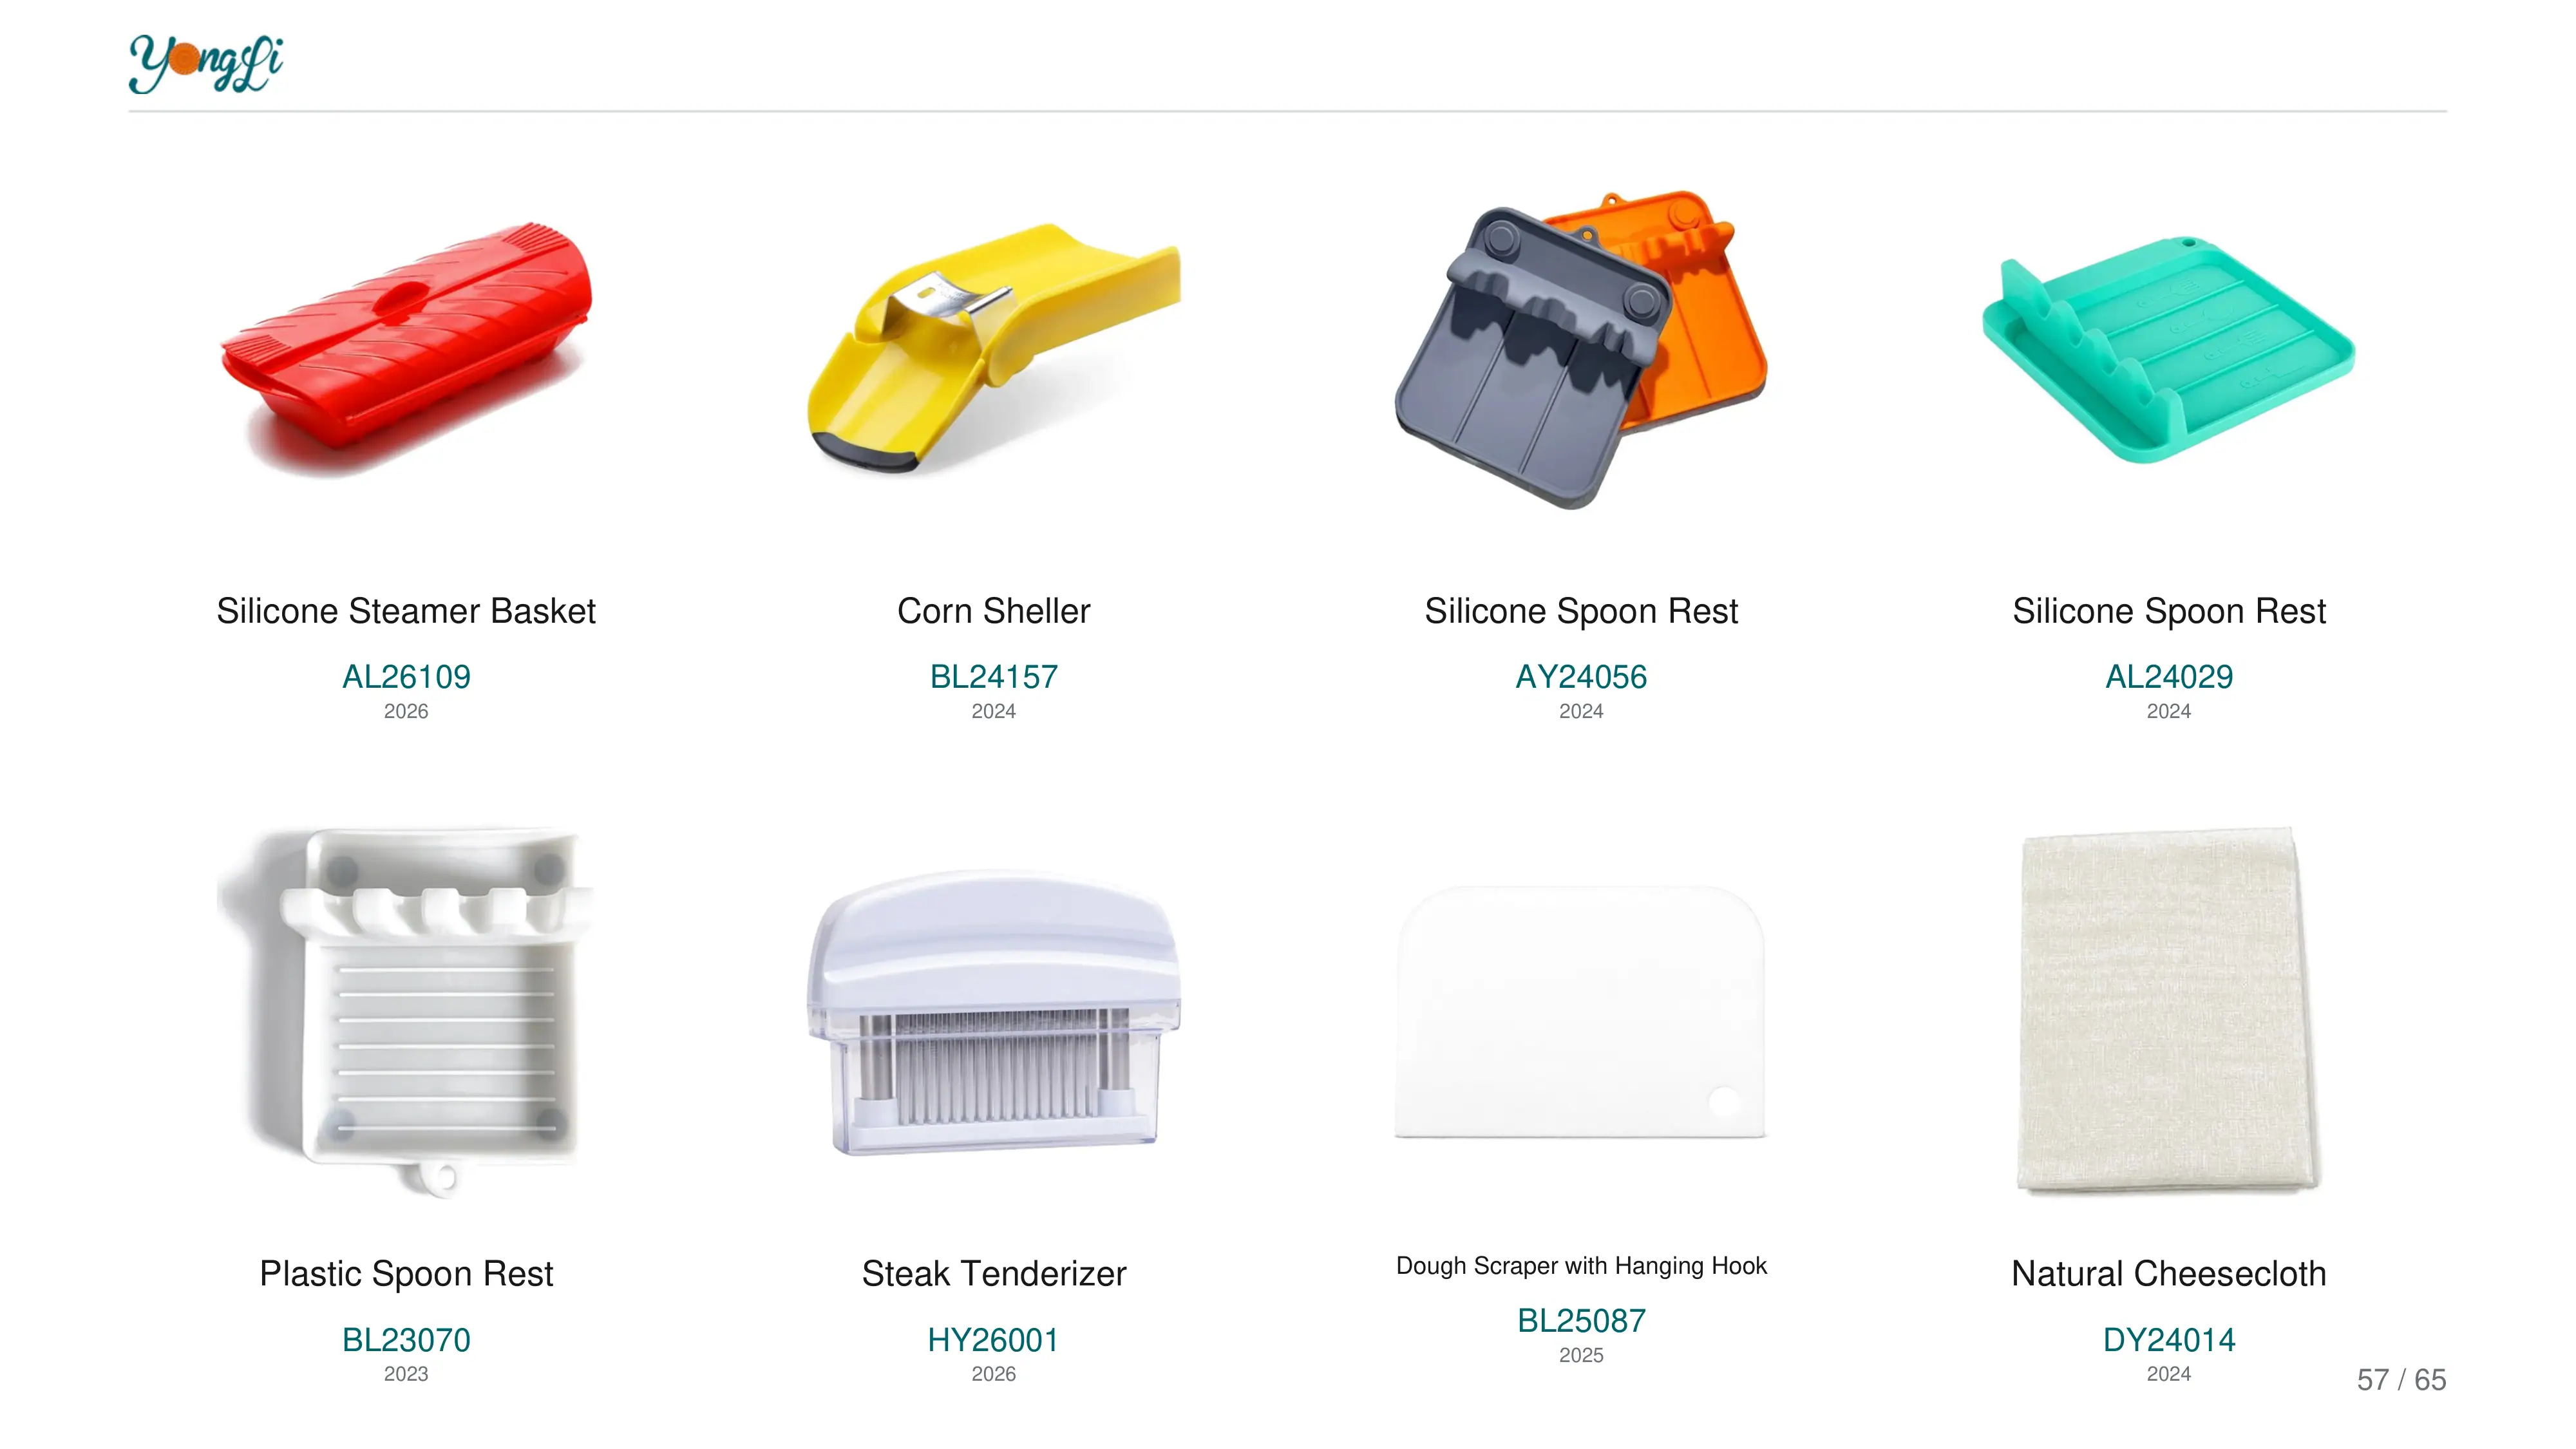 YongLi
Silicone Steamer Basket
AL26109
2026
Corn Sheller
BL24157
2024
Silicone Spoon Rest
AY24056
2024
Silicone Spoon Rest
AL24029
2024
Plastic Spoon Rest
BL23070
2023
Steak Tenderizer
HY26001
2026
Dough Scraper with Hanging Hook
BL25087
2025
Natural Cheesecloth
DY24014
2024
57 / 65